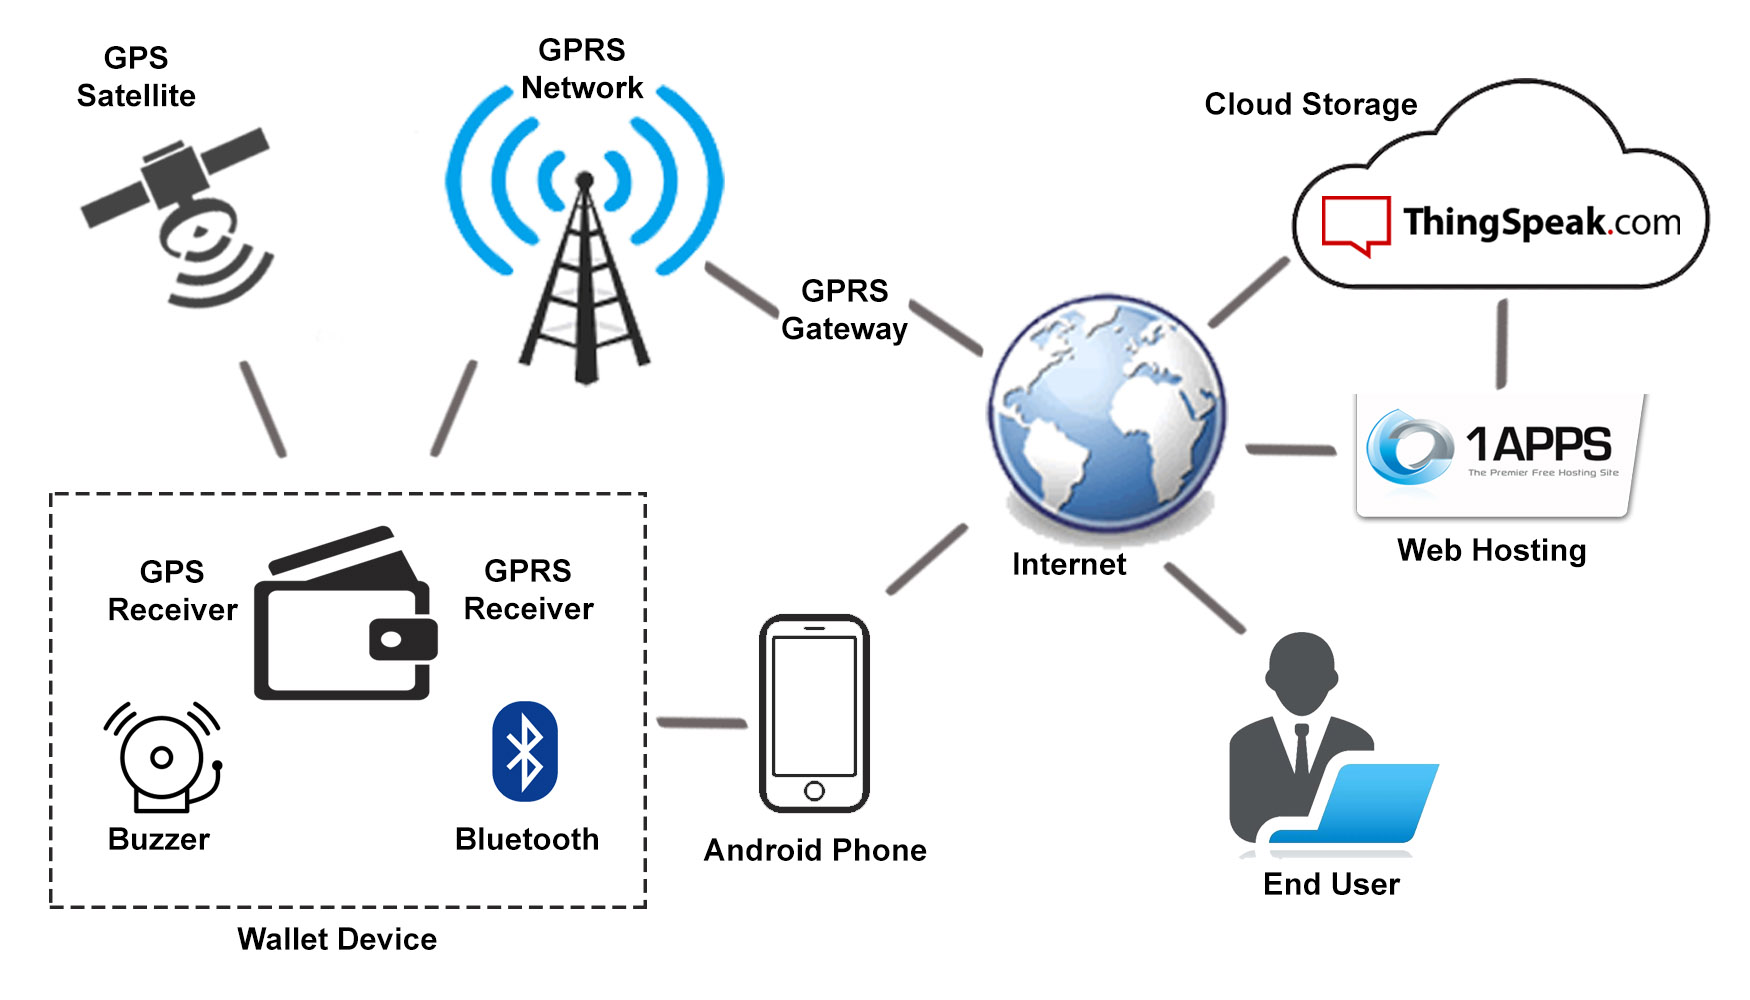 GPS
Satellite
GPRS
Network
Cloud Storage
ThingSpeak.com
GPRS
Gateway
1APPS
The Premier Free Hosting Site
Web Hosting
Internet
GPS
Receiver
GPRS
Receiver
Buzzer
Bluetooth
Android Phone
End User
Wallet Device